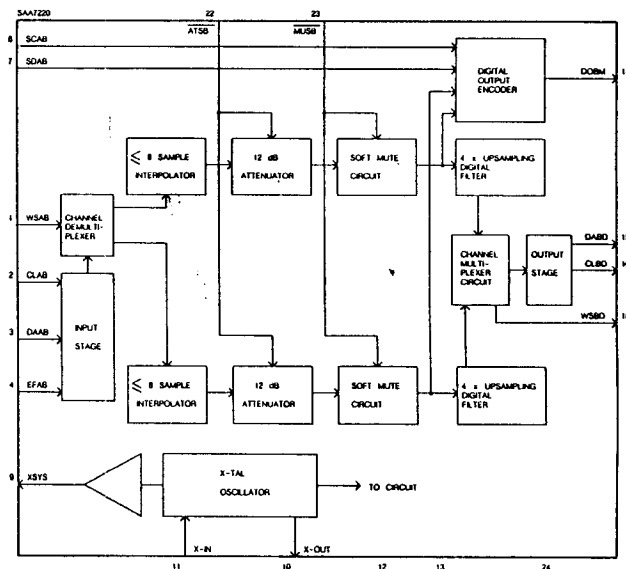 SAA7220
22
23
ATSB
MUSB
6 SCAB
7 SDAB
DIGITAL
OUTPUT
ENCODER
DOBM
≤ 8 SAMPLE
INTERPOLATOR
12 dB
ATTENUATOR
SOFT MUTE
CIRCUIT
4 x UPSAMPLING
DIGITAL
FILTER
1 WSAB
CHANNEL
DEMULTI-
PLEXER
2 CLAB
3 DAAB
4 EFAB
INPUT
STAGE
CHANNEL
MULTI-
PLEXER
CIRCUIT
OUTPUT
STAGE
DABD
CLBD
WSBD
≤ 8 SAMPLE
INTERPOLATOR
12 dB
ATTENUATOR
SOFT MUTE
CIRCUIT
4 x UPSAMPLING
DIGITAL
FILTER
9 XSYS
X-TAL
OSCILLATOR
TO CIRCUIT
X-IN
X-OUT
11
10
12
13
24